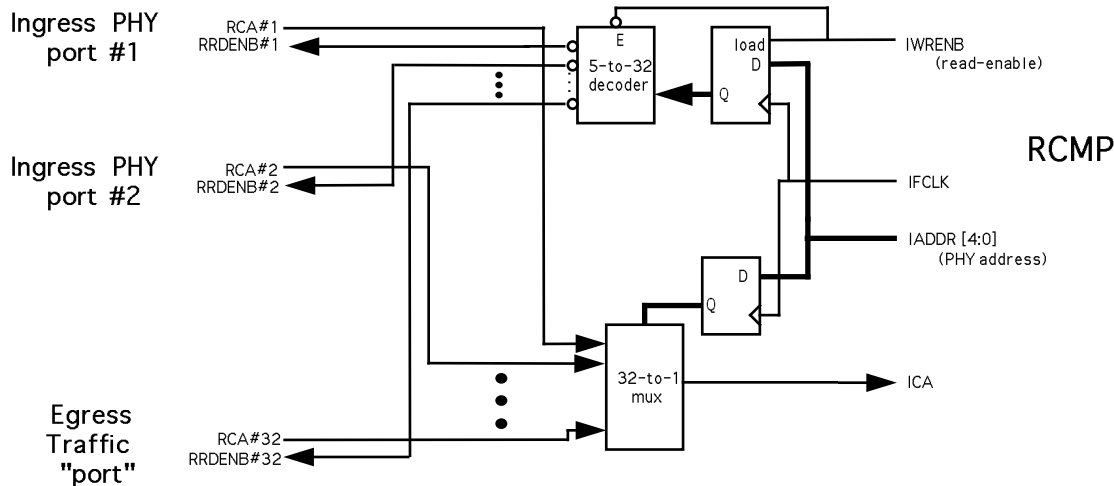 Ingress PHY
port #1
RCA#1
RRDENB#1
E
5-to-32
decoder
load
D
Q
IWRENB
(read-enable)
RCMP
Ingress PHY
port #2
RCA#2
RRDENB#2
IFCLK
IADDR [4:0]
(PHY address)
D
Q
32-to-1
mux
ICA
Egress
Traffic
"port"
RCA#32
RRDENB#32